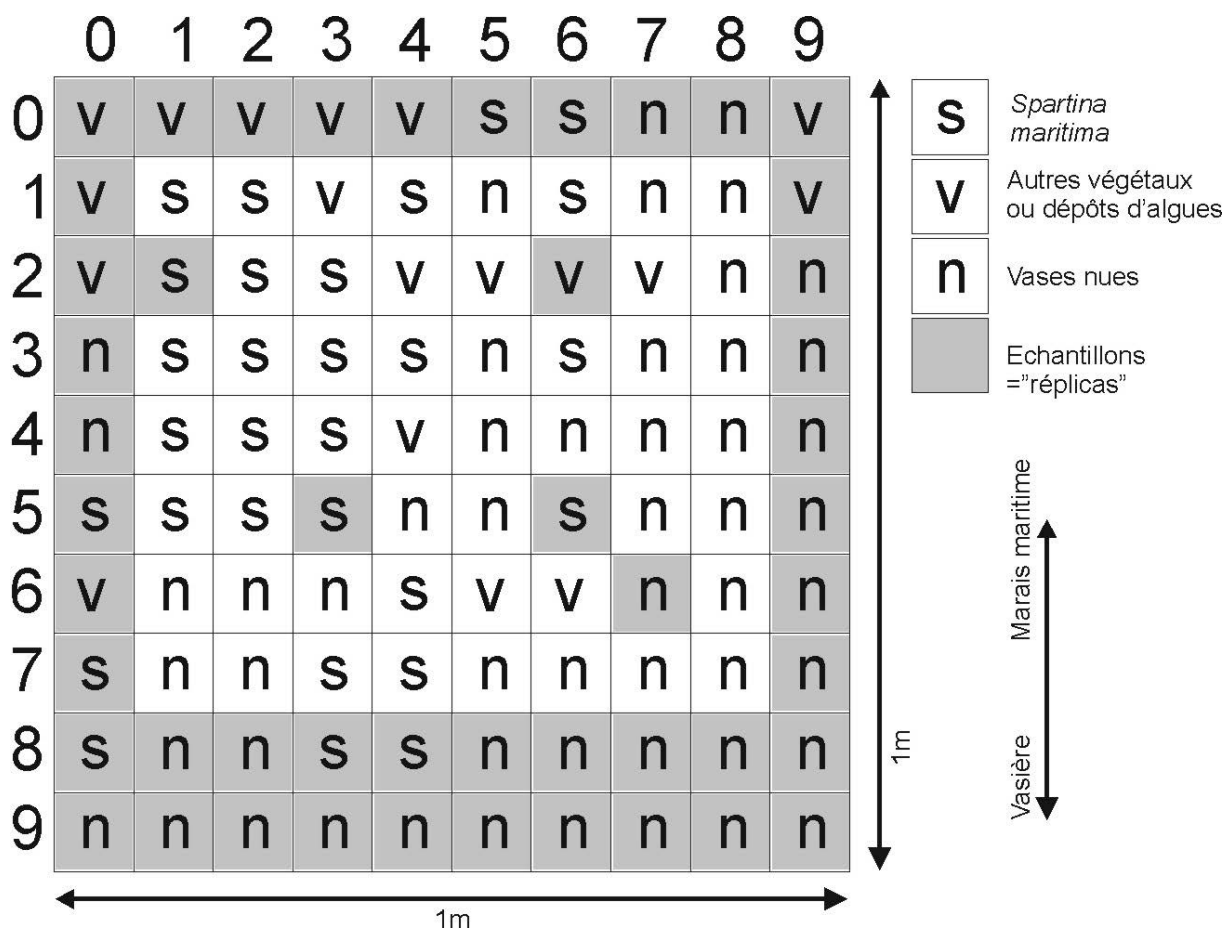 0 1 2 3 4 5 6 7 8 9
0 v v v v v s s n n v
1 v s s v s n s n n v
2 v s s s v v v v n n
3 n s s s s n s n n n
4 n s s s v n n n n n
5 s s s s n n s n n n
6 v n n n s v v n n n
7 s n n s s n n n n n
8 s n n s s n n n n n
9 n n n n n n n n n n
1m
1m
s Spartina
maritima
v Autres végétaux
ou dépôts d'algues
n Vases nues
Echantillons
="réplicas"
Marais maritime
Vasière